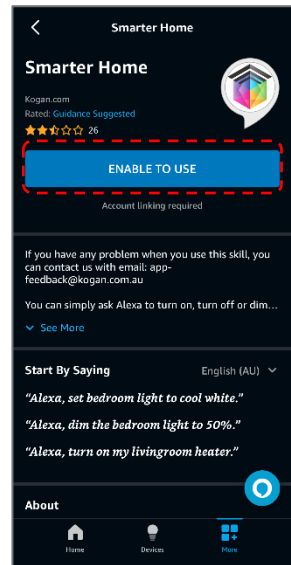 Smarter Home
Smarter Home
Kogan.com
Rated: Guidance Suggested
26
ENABLE TO USE
Account linking required
If you have any problem when you use this skill, you
can contact us with email: app-
feedback@kogan.com.au
You can simply ask Alexa to turn on, turn off or dim...
See More
Start By Saying
English (AU)
“Alexa, set bedroom light to cool white.”
“Alexa, dim the bedroom light to 50%.”
“Alexa, turn on my livingroom heater.”
About
Home
Devices
More